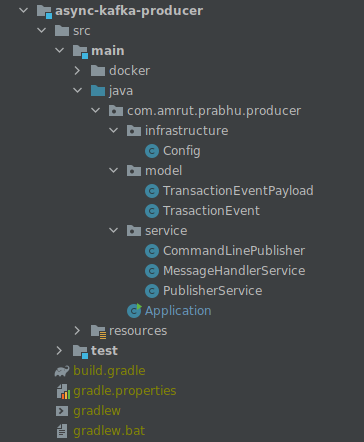 async-kafka-producer
src
main
docker
java
com.amrut.prabhu.producer
infrastructure
Config
model
TransactionEventPayload
TrasactionEvent
service
CommandLinePublisher
MessageHandlerService
PublisherService
Application
resources
test
build.gradle
gradle.properties
gradlew
gradlew.bat